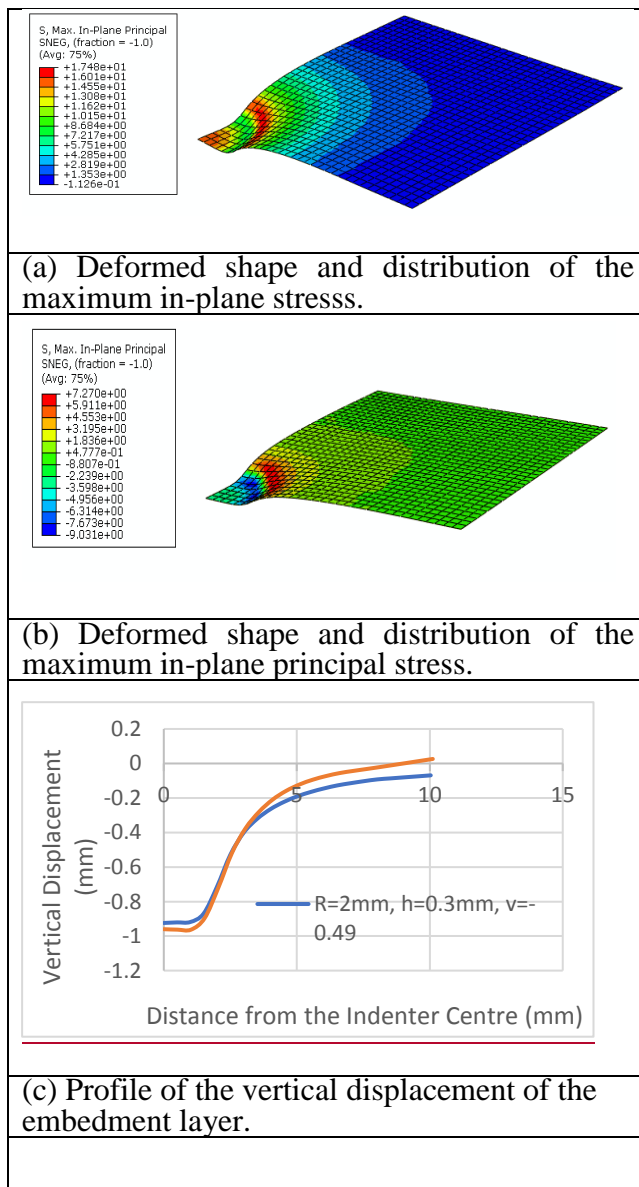 S, Max. In-Plane Principal
SNEG, (fraction = -1.0)
(Avg: 75%)
+1.748e+01
+1.601e+01
+1.455e+01
+1.308e+01
+1.162e+01
+1.015e+01
+8.684e+00
+7.217e+00
+5.751e+00
+4.285e+00
+2.819e+00
+1.353e+00
-1.126e-01
(a) Deformed shape and distribution of the
maximum in-plane stresss.
S, Max. In-Plane Principal
SNEG, (fraction = -1.0)
(Avg: 75%)
+7.270e+00
+5.911e+00
+4.553e+00
+3.195e+00
+1.836e+00
+4.777e-01
-8.807e-01
-2.239e+00
-3.598e+00
-4.956e+00
-6.314e+00
-7.673e+00
-9.031e+00
(b) Deformed shape and distribution of the
maximum in-plane principal stress.
Vertical Displacement
(mm)
0.2
0
-0.2
-0.4
-0.6
-0.8
-1
-1.2
0
5
10
15
R=2mm, h=0.3mm, v=-
0.49
Distance from the Indenter Centre (mm)
(c) Profile of the vertical displacement of the
embedment layer.